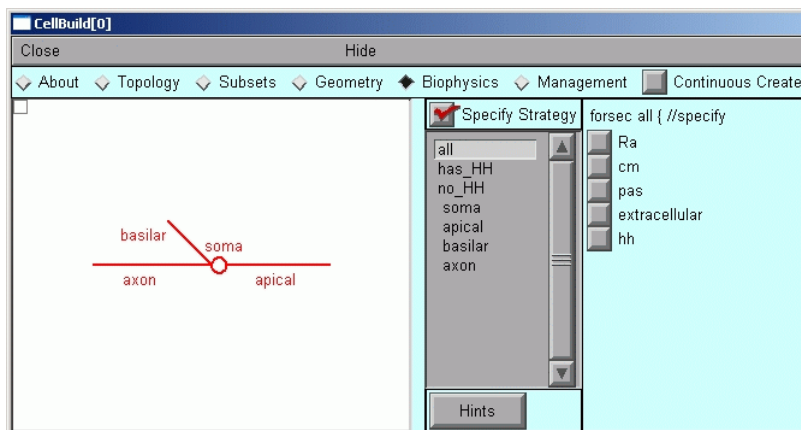 CellBuild[0]
Close Hide
About Topology Subsets Geometry Biophysics Management Continuous Create
Specify Strategy
all
has_HH
no_HH
soma
apical
basilar
axon
Hints
forsec all { //specify
Ra
cm
pas
extracellular
hh
basilar
soma
axon
apical